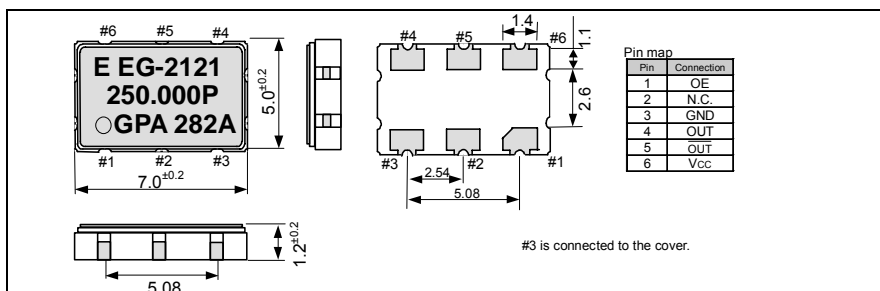 #6 #5 #4
E EG-2121
250.000P
○GPA 282A
#1 #2 #3
7.0±0.2
5.0±0.2
#4 #5 #6
1.4
1.1
2.6
#3 #2 #1
2.54
5.08
Pin map
Pin Connection
1 OE
2 N.C.
3 GND
4 OUT
5 O̅U̅T̅
6 Vcc
1.2±0.2
5.08
#3 is connected to the cover.